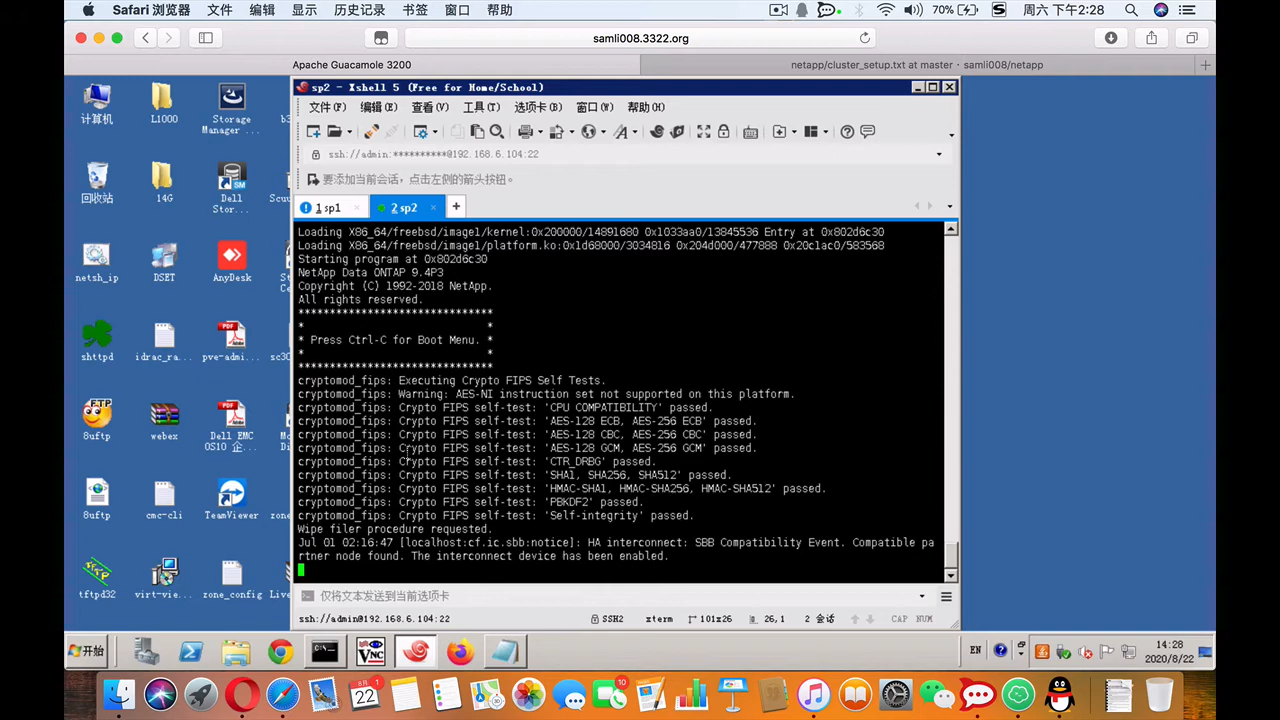 Safari 浏览器 文件 编辑 显示 历史记录 书签 窗口 帮助 70% 周六 下午2:28
samli008.3322.org
Apache Guacamole 3200 netapp/cluster_setup.txt at master · samli008/netapp
计算机 L1000 Storage Manager ...
回收站 14G Dell Stor...
netsh_ip DSET AnyDesk
shttpd idrac_ra... pve-admi...
8uftp webex Dell EMC OS10 企...
8uftp cmc-cli TeamViewer
tftpd32 virt-vie... zone_config
sp2 - Xshell 5 (Free for Home/School)
文件(F) 编辑(E) 查看(V) 工具(T) 选项卡(B) 窗口(W) 帮助(H)
ssh://admin:**********@192.168.6.104:22
要添加当前会话，点击左侧的箭头按钮。
1 sp1 2 sp2
Loading X86_64/freebsd/image1/kernel:0x200000/14891680 0x1033aa0/13845536 Entry at 0x802d6c30
Loading X86_64/freebsd/image1/platform.ko:0x1d68000/3034816 0x204d000/477888 0x20c1ac0/583568
Starting program at 0x802d6c30
NetApp Data ONTAP 9.4P3
Copyright (C) 1992-2018 NetApp.
All rights reserved.
*******************************
* *
* Press Ctrl-C for Boot Menu. *
* *
*******************************
cryptomod_fips: Executing Crypto FIPS Self Tests.
cryptomod_fips: Warning: AES-NI instruction set not supported on this platform.
cryptomod_fips: Crypto FIPS self-test: 'CPU COMPATIBILITY' passed.
cryptomod_fips: Crypto FIPS self-test: 'AES-128 ECB, AES-256 ECB' passed.
cryptomod_fips: Crypto FIPS self-test: 'AES-128 CBC, AES-256 CBC' passed.
cryptomod_fips: Crypto FIPS self-test: 'AES-128 GCM, AES-256 GCM' passed.
cryptomod_fips: Crypto FIPS self-test: 'CTR_DRBG' passed.
cryptomod_fips: Crypto FIPS self-test: 'SHA1, SHA256, SHA512' passed.
cryptomod_fips: Crypto FIPS self-test: 'HMAC-SHA1, HMAC-SHA256, HMAC-SHA512' passed.
cryptomod_fips: Crypto FIPS self-test: 'PBKDF2' passed.
cryptomod_fips: Crypto FIPS self-test: 'Self-integrity' passed.
Wipe filer procedure requested.
Jul 01 02:16:47 [localhost:cf.ic.sbb:notice]: HA interconnect: SBB Compatibility Event. Compatible pa
rtner node found. The interconnect device has been enabled.
仅将文本发送到当前选项卡
ssh://admin@192.168.6.104:22 SSH2 xterm 101x26 26,1 2 会话 CAP NUM
开始 EN 14:28
2020/8/22
22 1 10